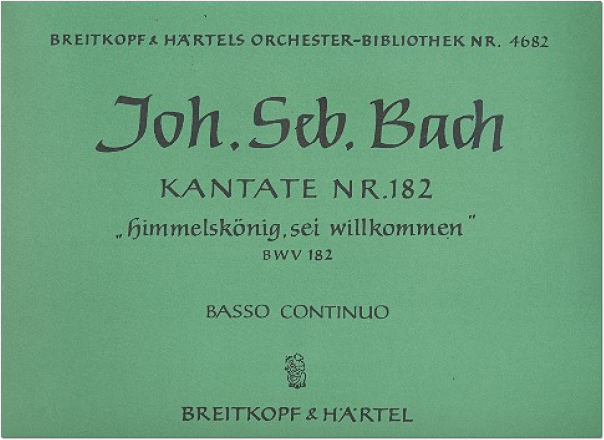 BREITKOPF & HÄRTELS ORCHESTER-BIBLIOTHEK NR. 4682
Joh. Seb. Bach
KANTATE NR. 182
„Himmelskönig, sei willkommen"
BWV 182
BASSO CONTINUO
BREITKOPF & HÄRTEL